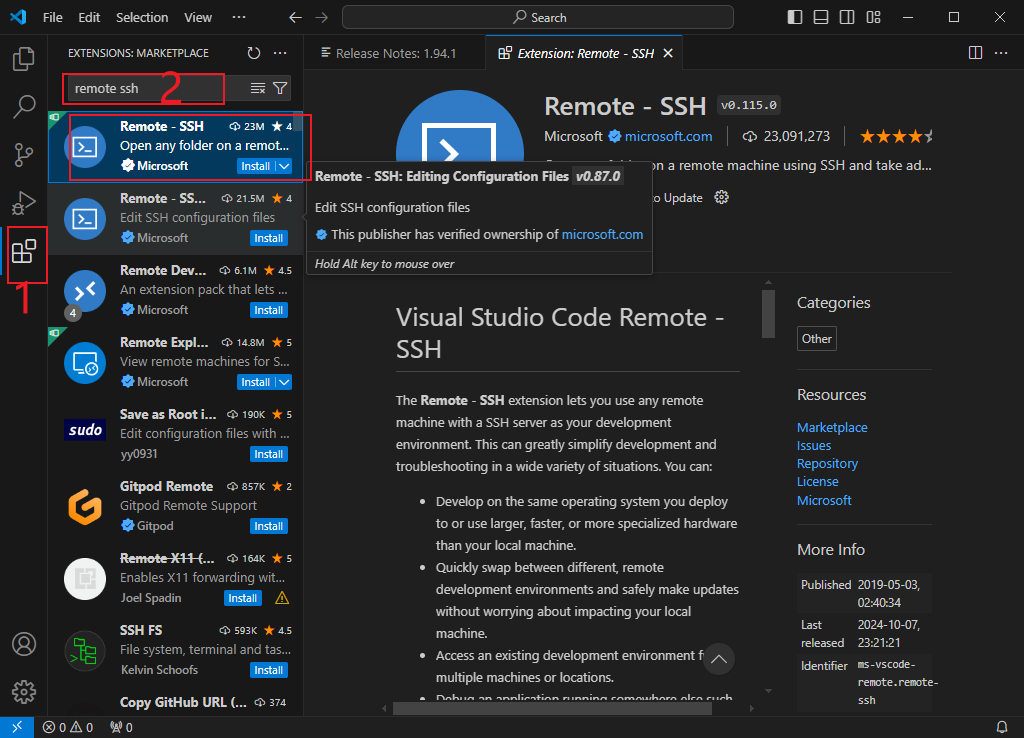 File Edit Selection View ··· Search
EXTENSIONS: MARKETPLACE
remote ssh
1
2
Remote - SSH 23M 4
Open any folder on a remot...
Microsoft Install
Remote - SS... 21.5M 4
Edit SSH configuration files
Microsoft Install
Remote Dev... 6.1M 4.5
An extension pack that lets ...
Microsoft Install
4
Remote Expl... 14.8M 5
View remote machines for S...
Microsoft Install
sudo
Save as Root i... 190K 5
Edit configuration files with ...
yy0931 Install
Gitpod Remote 857K 2
Gitpod Remote Support
Gitpod Install
Remote X11 (... 164K 5
Enables X11 forwarding wit...
Joel Spadin Install
SSH FS 593K 4.5
File system, terminal and tas...
Kelvin Schoofs Install
Copy GitHub URL (... 374
Release Notes: 1.94.1 Extension: Remote - SSH
Remote - SSH v0.115.0
Microsoft microsoft.com 23,091,273
on a remote machine using SSH and take ad...
to Update
Remote - SSH: Editing Configuration Files v0.87.0
Edit SSH configuration files
This publisher has verified ownership of microsoft.com
Hold Alt key to mouse over
Visual Studio Code Remote -
SSH
The Remote - SSH extension lets you use any remote
machine with a SSH server as your development
environment. This can greatly simplify development and
troubleshooting in a wide variety of situations. You can:
• Develop on the same operating system you deploy
to or use larger, faster, or more specialized hardware
than your local machine.
• Quickly swap between different, remote
development environments and safely make updates
without worrying about impacting your local
machine.
• Access an existing development environment
multiple machines or locations.
• Debug an application running somewhere else such
Categories
Other
Resources
Marketplace
Issues
Repository
License
Microsoft
More Info
Published 2019-05-03,
02:40:34
Last 2024-10-07,
released 23:21:21
Identifier ms-vscode-
remote.remote-
ssh
0 0 0